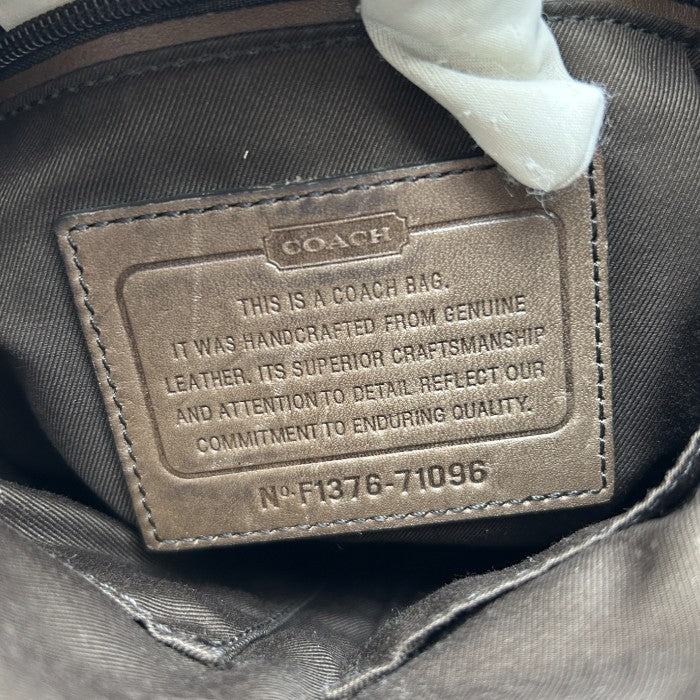 COACH
THIS IS A COACH BAG.
IT WAS HANDCRAFTED FROM GENUINE
LEATHER. ITS SUPERIOR CRAFTSMANSHIP
AND ATTENTION TO DETAIL REFLECT OUR
COMMITMENT TO ENDURING QUALITY.
No. F1376-71096